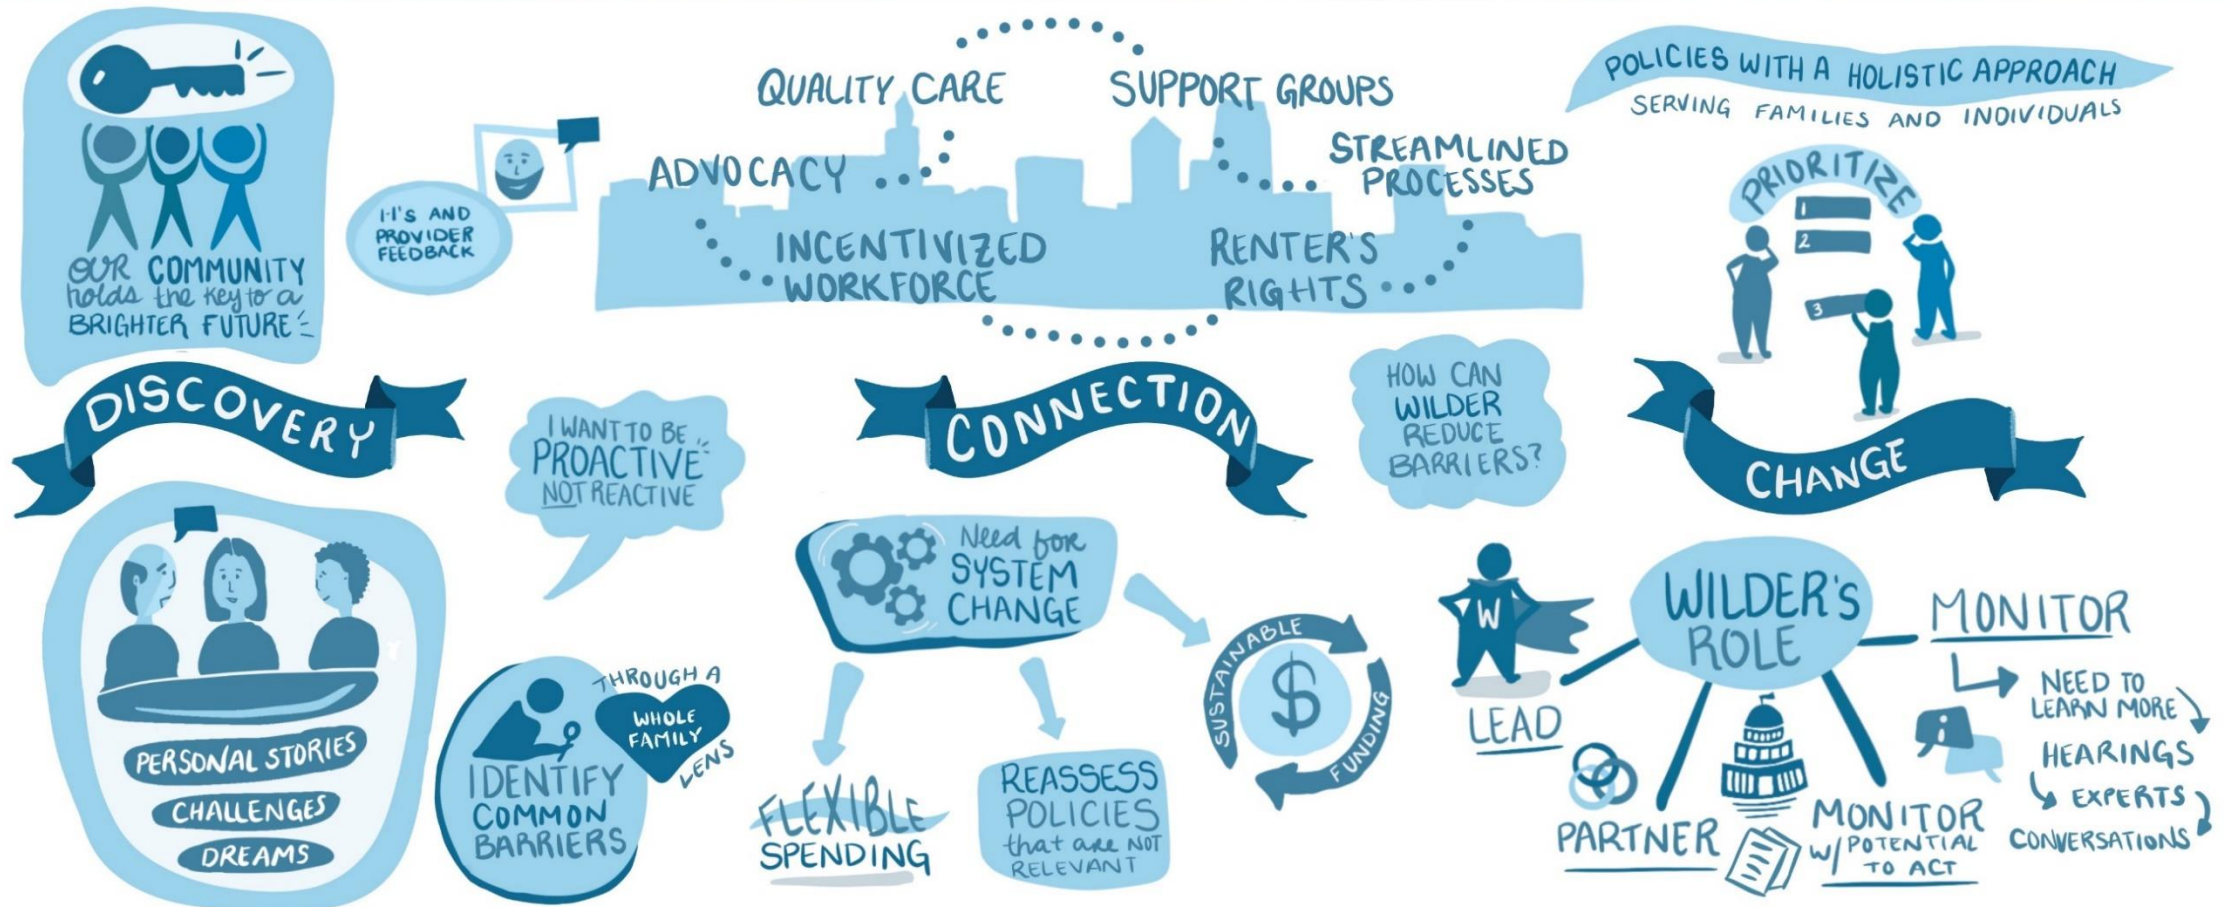 OUR COMMUNITY
holds the key to a
BRIGHTER FUTURE
1-1'S AND
PROVIDER
FEEDBACK
DISCOVERY
PERSONAL STORIES
CHALLENGES
DREAMS
I WANT TO BE
PROACTIVE
NOT REACTIVE
IDENTIFY
COMMON
BARRIERS
THROUGH A
WHOLE
FAMILY
LENS
QUALITY CARE
SUPPORT GROUPS
ADVOCACY
STREAMLINED
PROCESSES
INCENTIVIZED
WORKFORCE
RENTER'S
RIGHTS
CONNECTION
HOW CAN
WILDER
REDUCE
BARRIERS?
Need for
SYSTEM
CHANGE
FLEXIBLE
SPENDING
REASSESS
POLICIES
that are NOT
RELEVANT
SUSTAINABLE
$
FUNDING
POLICIES WITH A HOLISTIC APPROACH
SERVING FAMILIES AND INDIVIDUALS
PRIORITIZE
1
2
3
CHANGE
WILDER'S
ROLE
W
LEAD
PARTNER
MONITOR
W/ POTENTIAL
TO ACT
MONITOR
NEED TO
LEARN MORE
i
HEARINGS
EXPERTS
CONVERSATIONS